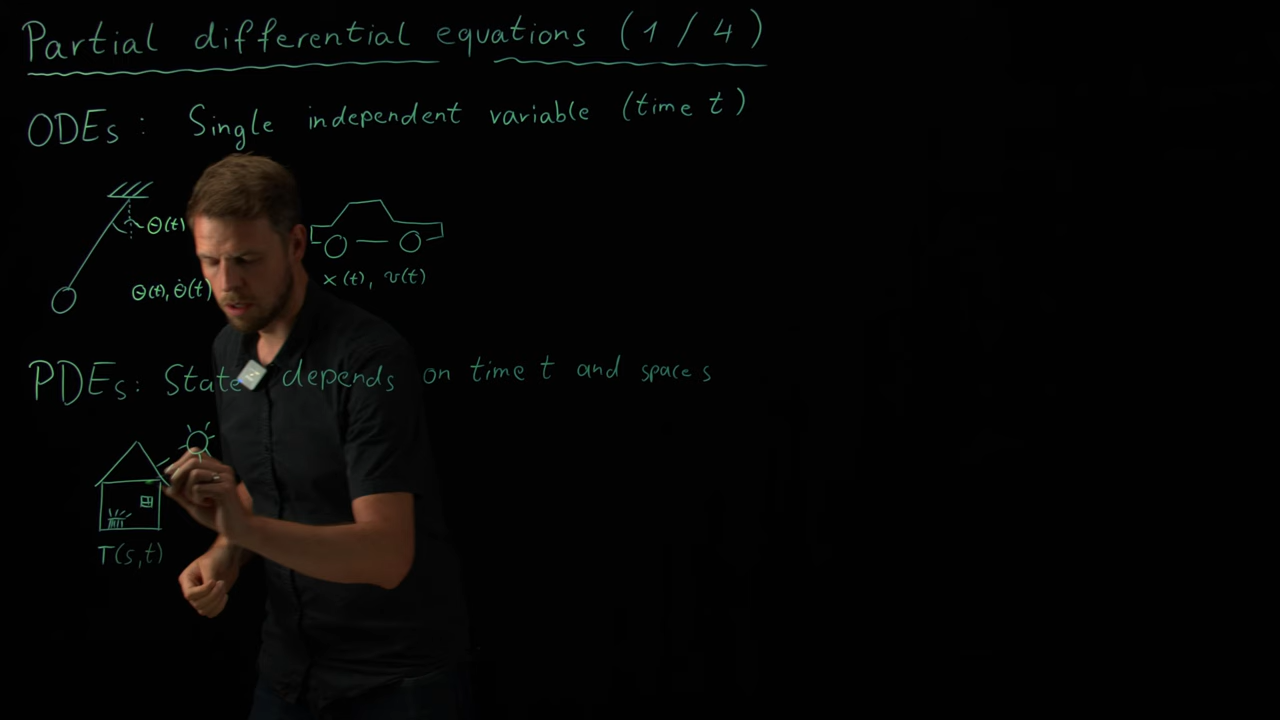 Partial differential equations (1/4)
ODEs: Single independent variable (time t)
Θ(t)
Θ(t), Θ̇(t)
x(t), v(t)
PDEs: State depends on time t and space s
T(s,t)